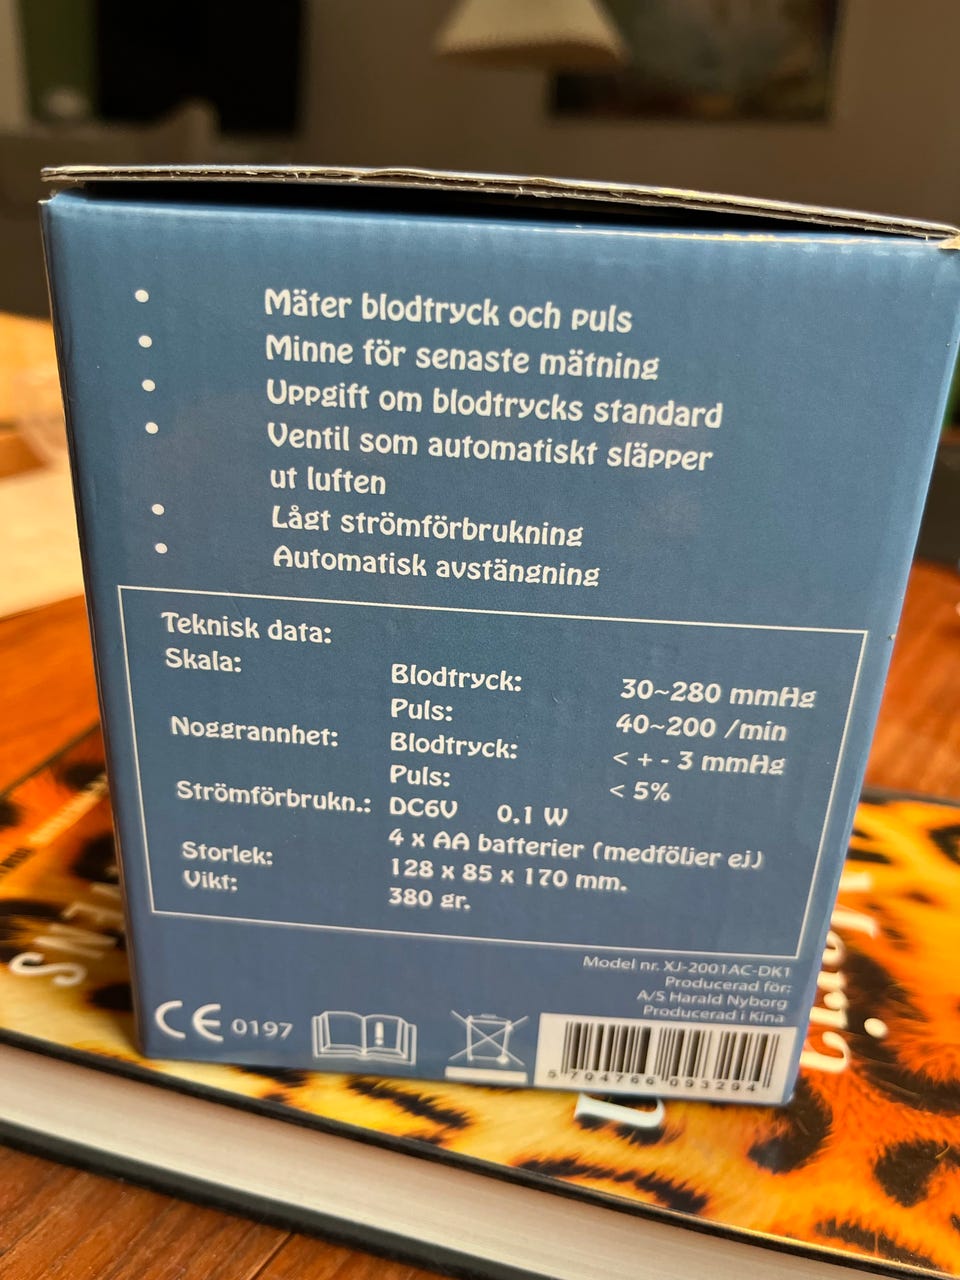 • Mäter blodtryck och puls
• Minne för senaste mätning
• Uppgift om blodtrycks standard
• Ventil som automatiskt släpper
ut luften
• Lågt strömförbrukning
• Automatisk avstängning
Teknisk data:
Skala: Blodtryck: 30~280 mmHg
Puls: 40~200 /min
Noggrannhet: Blodtryck: < + - 3 mmHg
Puls: < 5%
Strömförbrukn.: DC6V 0,1 W
4 x AA batterier (medföljer ej)
Storlek: 128 x 85 x 170 mm.
Vikt: 380 gr.
Model nr. XJ-2001AC-DK1
Producerad för:
A/S Harald Nyborg
Producerad i Kina
CE 0197
5 704766 093294